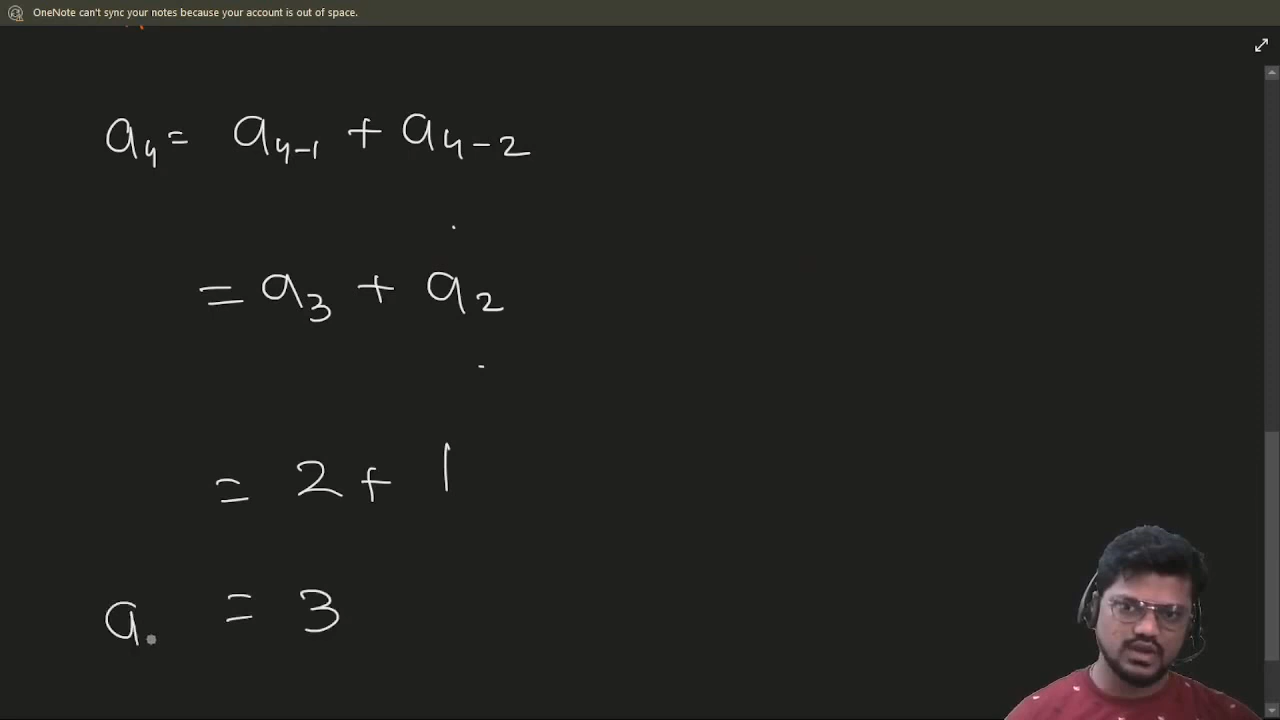 OneNote can't sync your notes because your account is out of space.
a₄ = a₄₋₁ + a₄₋₂
= a₃ + a₂
= 2 + 1
a = 3